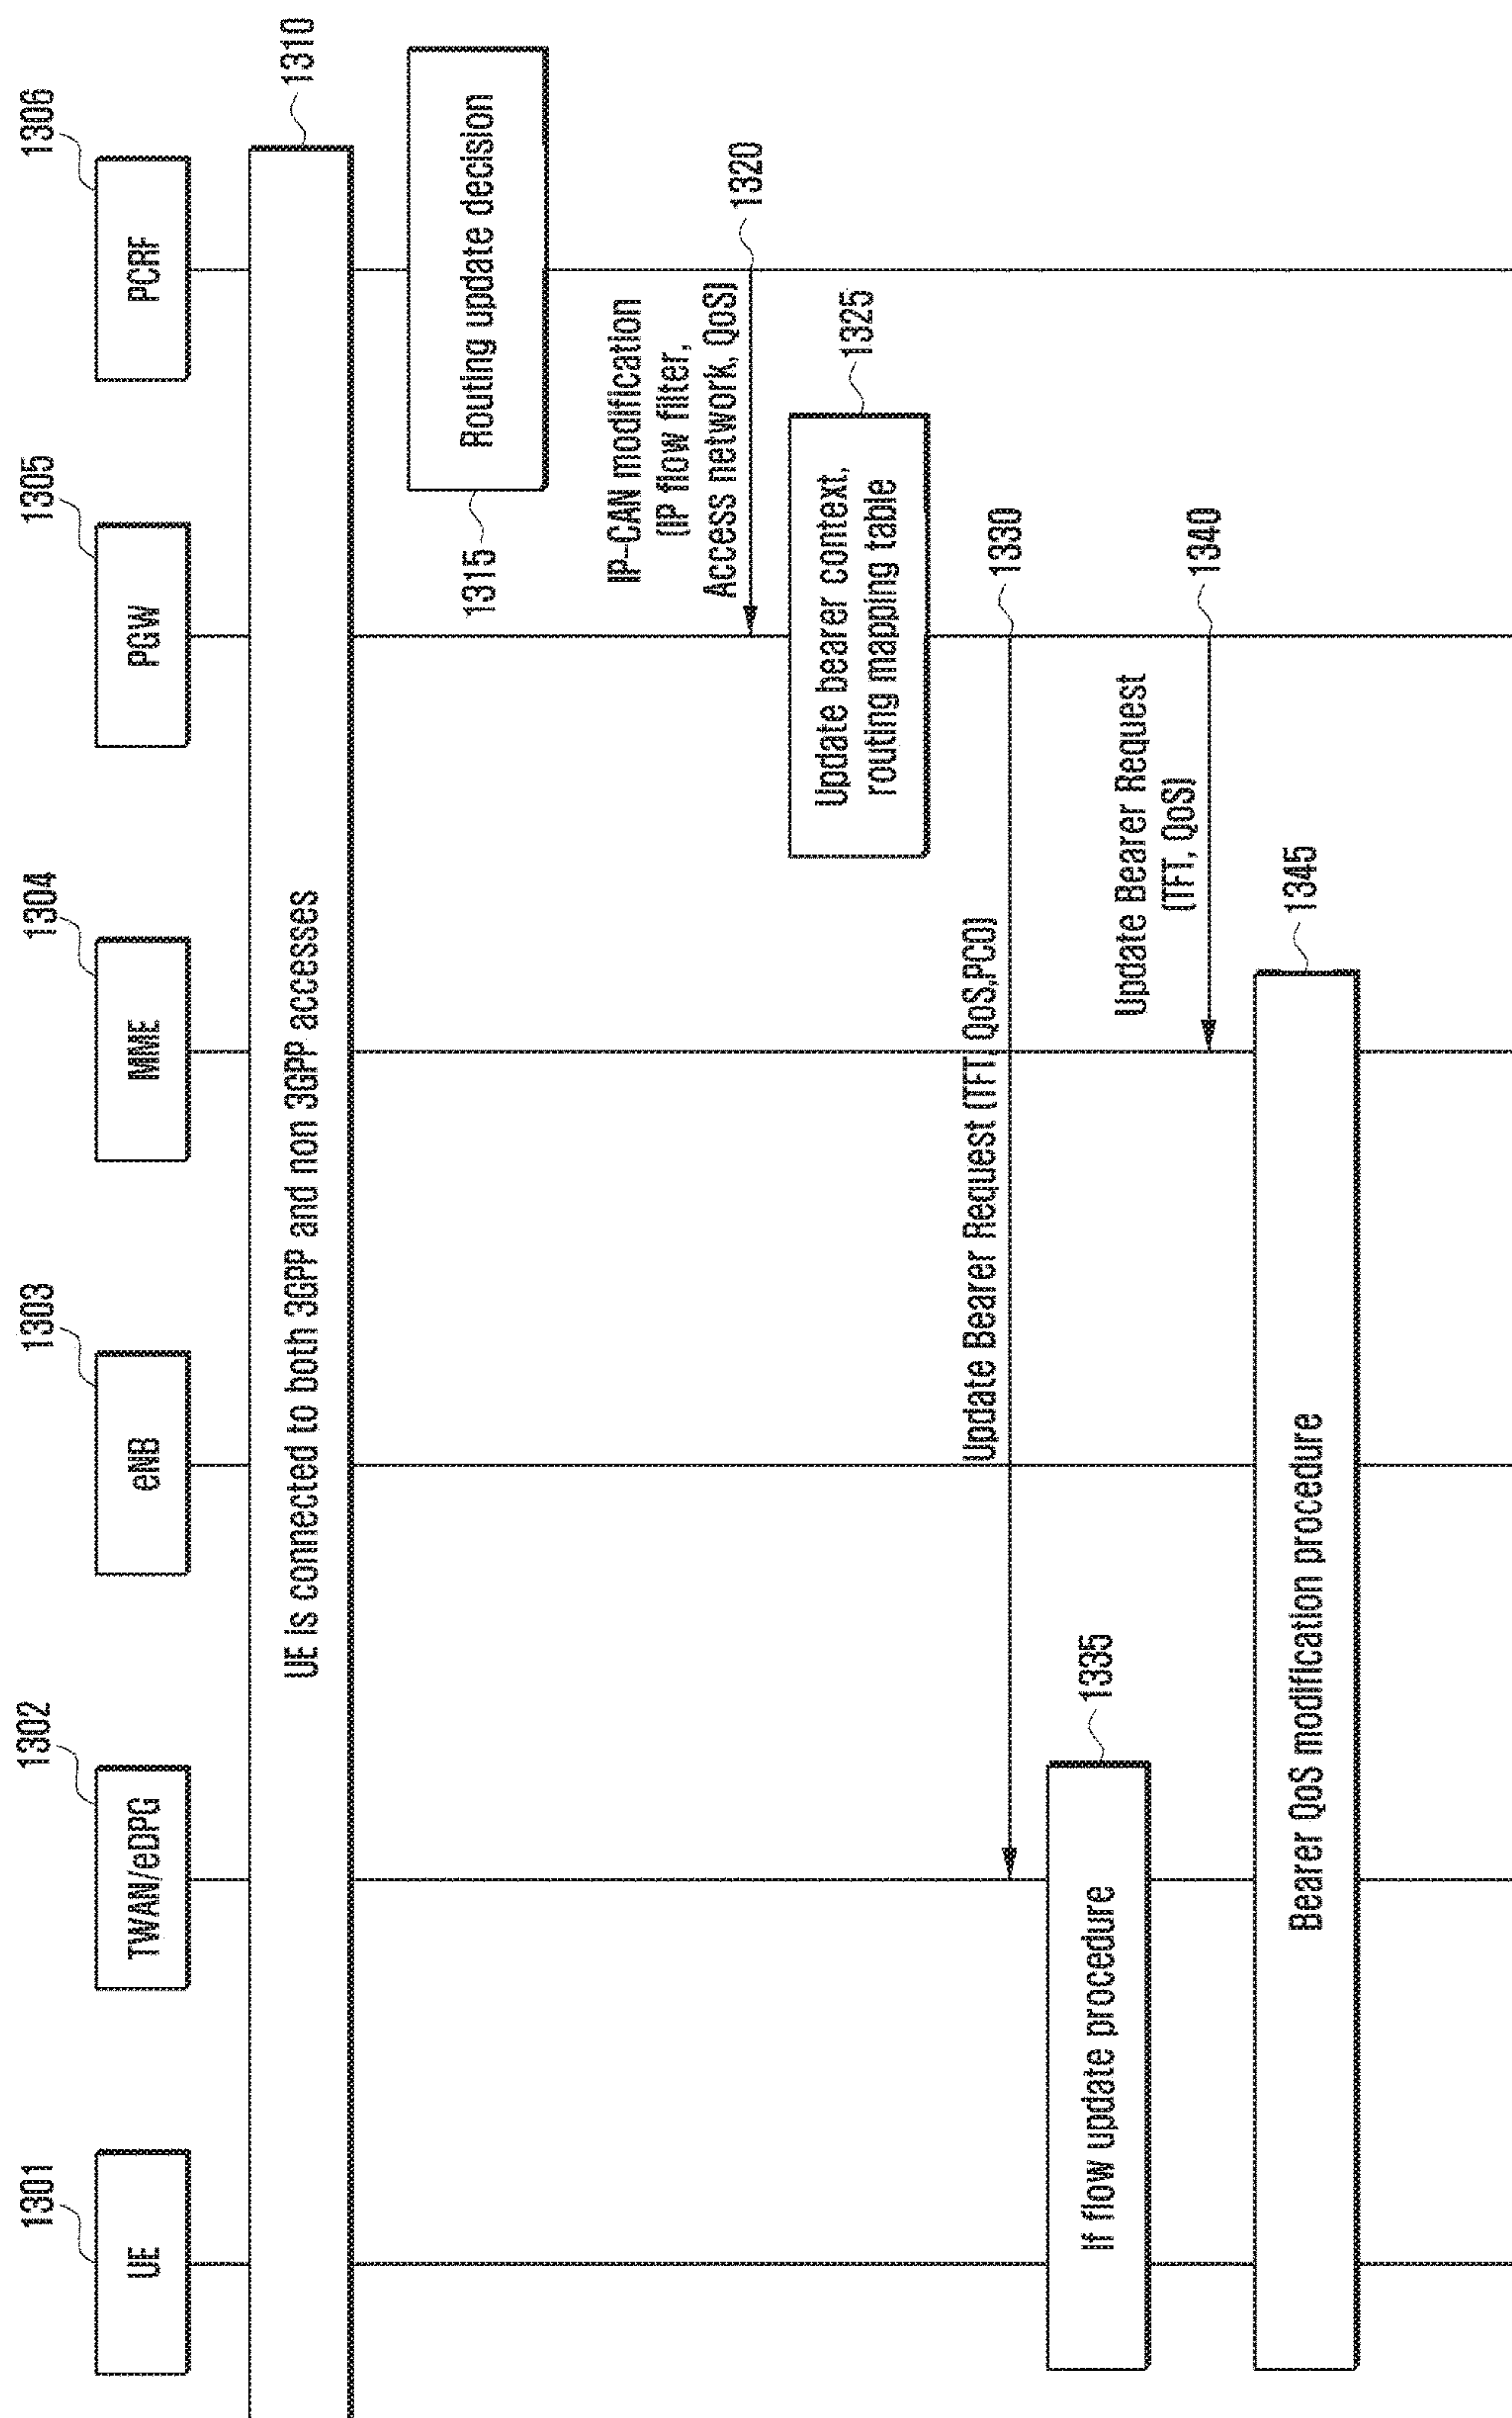 1301
1302
1303
1304
1305
1306
UE
TWAN/eDPG
eNB
MME
PGW
PCRF
UE is connected to both 3GPP and non 3GPP accesses
1310
1315
Routing update decision
IP-CAN modification
(IP flow filter,
Access network, QoS)
1320
Update bearer context,
routing mapping table
1325
Update Bearer Request (TFT, QoS,PCO)
1330
If flow update procedure
1335
Update Bearer Request
(TFT, QoS)
1340
Bearer QoS modification procedure
1345